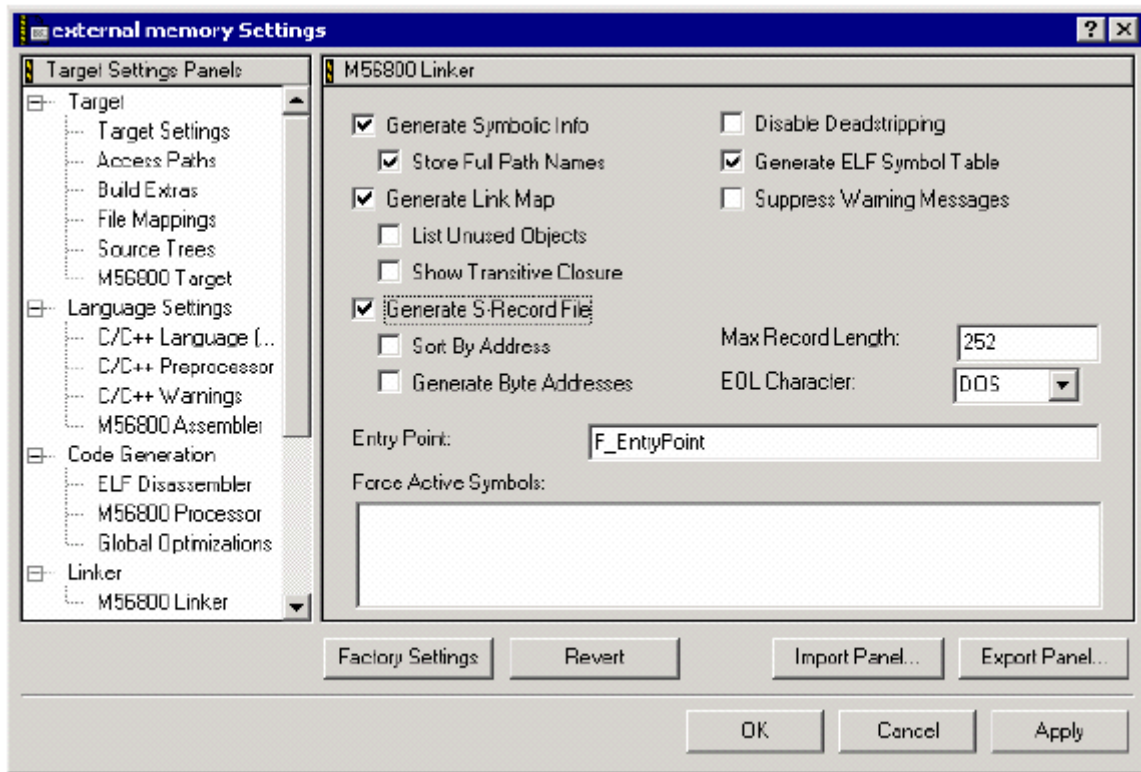 external memory Settings
Target Settings Panels
Target
Target Settings
Access Paths
Build Extras
File Mappings
Source Trees
M56800 Target
Language Settings
C/C++ Language (...
C/C++ Preprocessor
C/C++ Warnings
M56800 Assembler
Code Generation
ELF Disassembler
M56800 Processor
Global Optimizations
Linker
M56800 Linker
M56800 Linker
Generate Symbolic Info
Disable Deadstripping
Store Full Path Names
Generate ELF Symbol Table
Generate Link Map
Suppress Warning Messages
List Unused Objects
Show Transitive Closure
Generate S-Record File
Sort By Address
Max Record Length: 252
Generate Byte Addresses
EOL Character: DOS
Entry Point: F_EntryPoint
Force Active Symbols:
Factory Settings
Revert
Import Panel...
Export Panel...
OK
Cancel
Apply